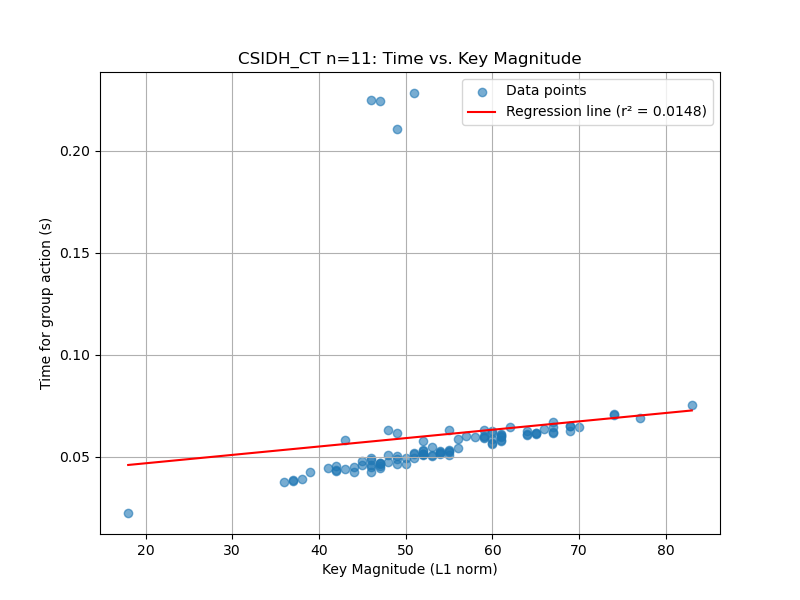 CSIDH_CT n=11: Time vs. Key Magnitude
Data points
Regression line (r² = 0.0148)
Time for group action (s)
0.20
0.15
0.10
0.05
20 30 40 50 60 70 80
Key Magnitude (L1 norm)